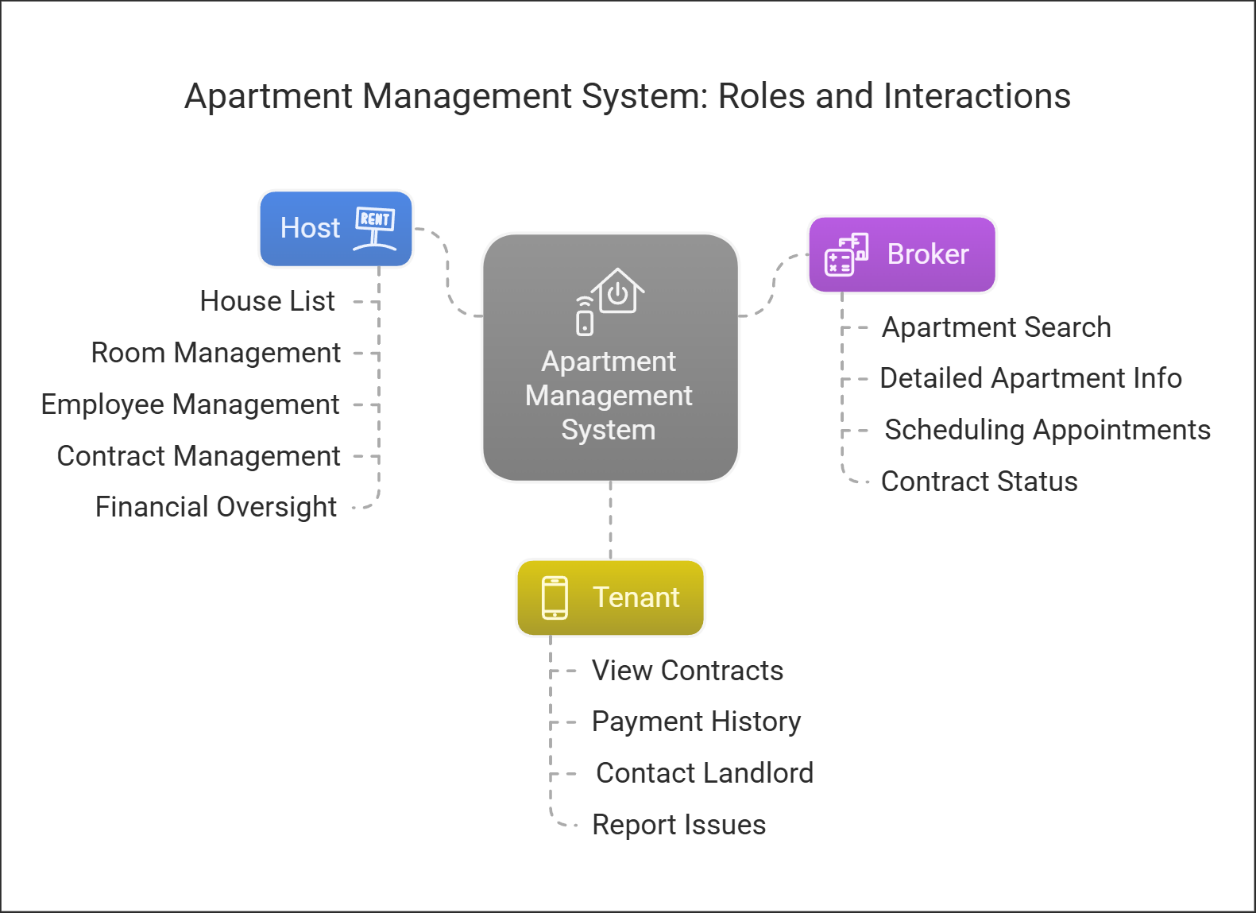 Apartment Management System: Roles and Interactions
Host
RENT
House List
Room Management
Employee Management
Contract Management
Financial Oversight
Apartment
Management
System
Broker
Apartment Search
Detailed Apartment Info
Scheduling Appointments
Contract Status
Tenant
View Contracts
Payment History
Contact Landlord
Report Issues